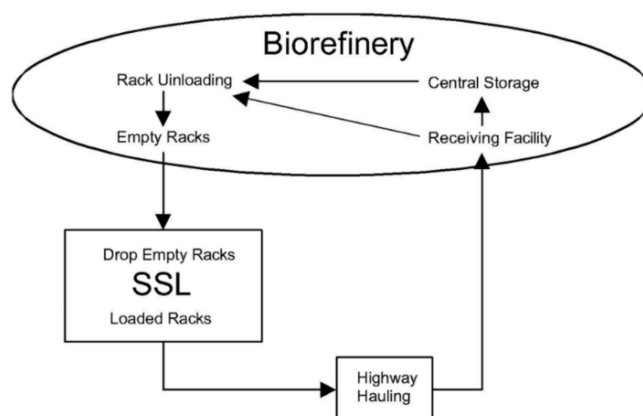 Biorefinery
Rack Uinloading
Central Storage
Empty Racks
Receiving Facility
Drop Empty Racks
SSL
Loaded Racks
Highway
Hauling